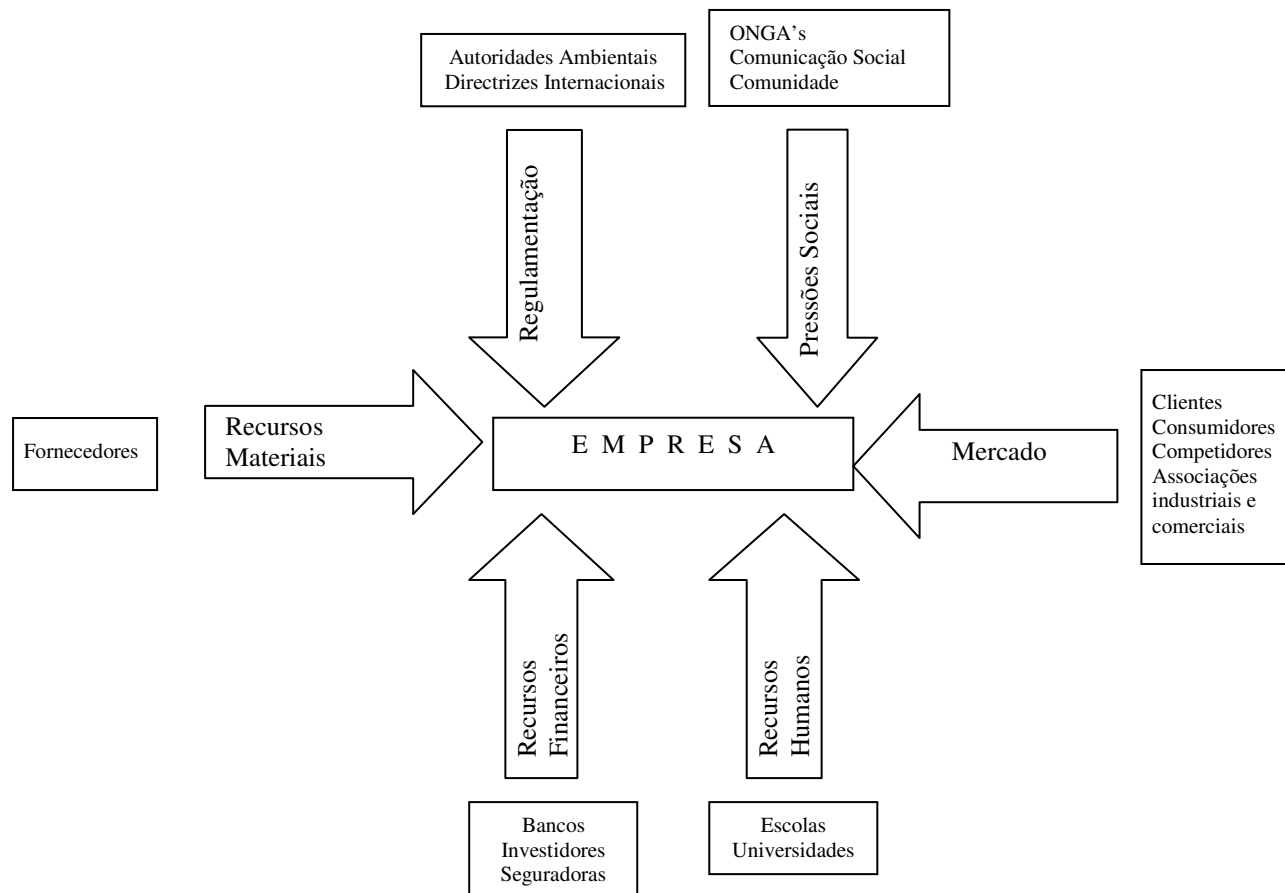 Autoridades Ambientais
Directrizes Internacionais
ONGA's
Comunicação Social
Comunidade
Regulamentação
Pressões Sociais
Fornecedores
Recursos
Materiais
E M P R E S A
Mercado
Clientes
Consumidores
Competidores
Associações
industriais e
comerciais
Recursos
Financeiros
Recursos
Humanos
Bancos
Investidores
Seguradoras
Escolas
Universidades